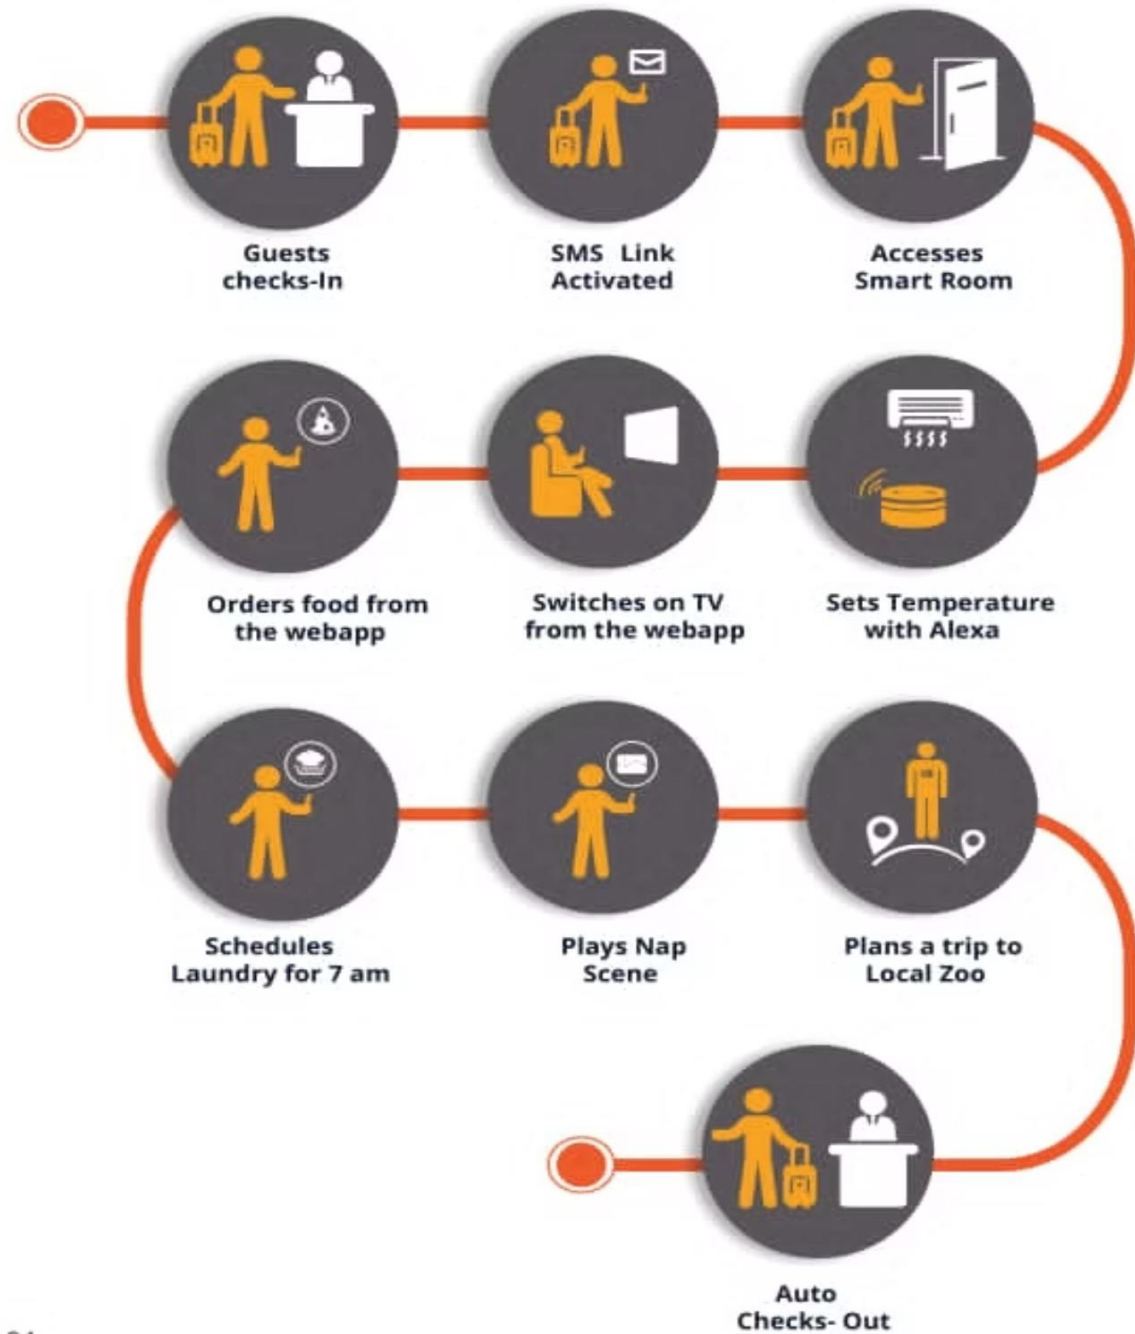 Guests
checks-In
SMS Link
Activated
Accesses
Smart Room
Orders food from
the webapp
Switches on TV
from the webapp
Sets Temperature
with Alexa
Schedules
Laundry for 7 am
Plays Nap
Scene
Plans a trip to
Local Zoo
Auto
Checks- Out